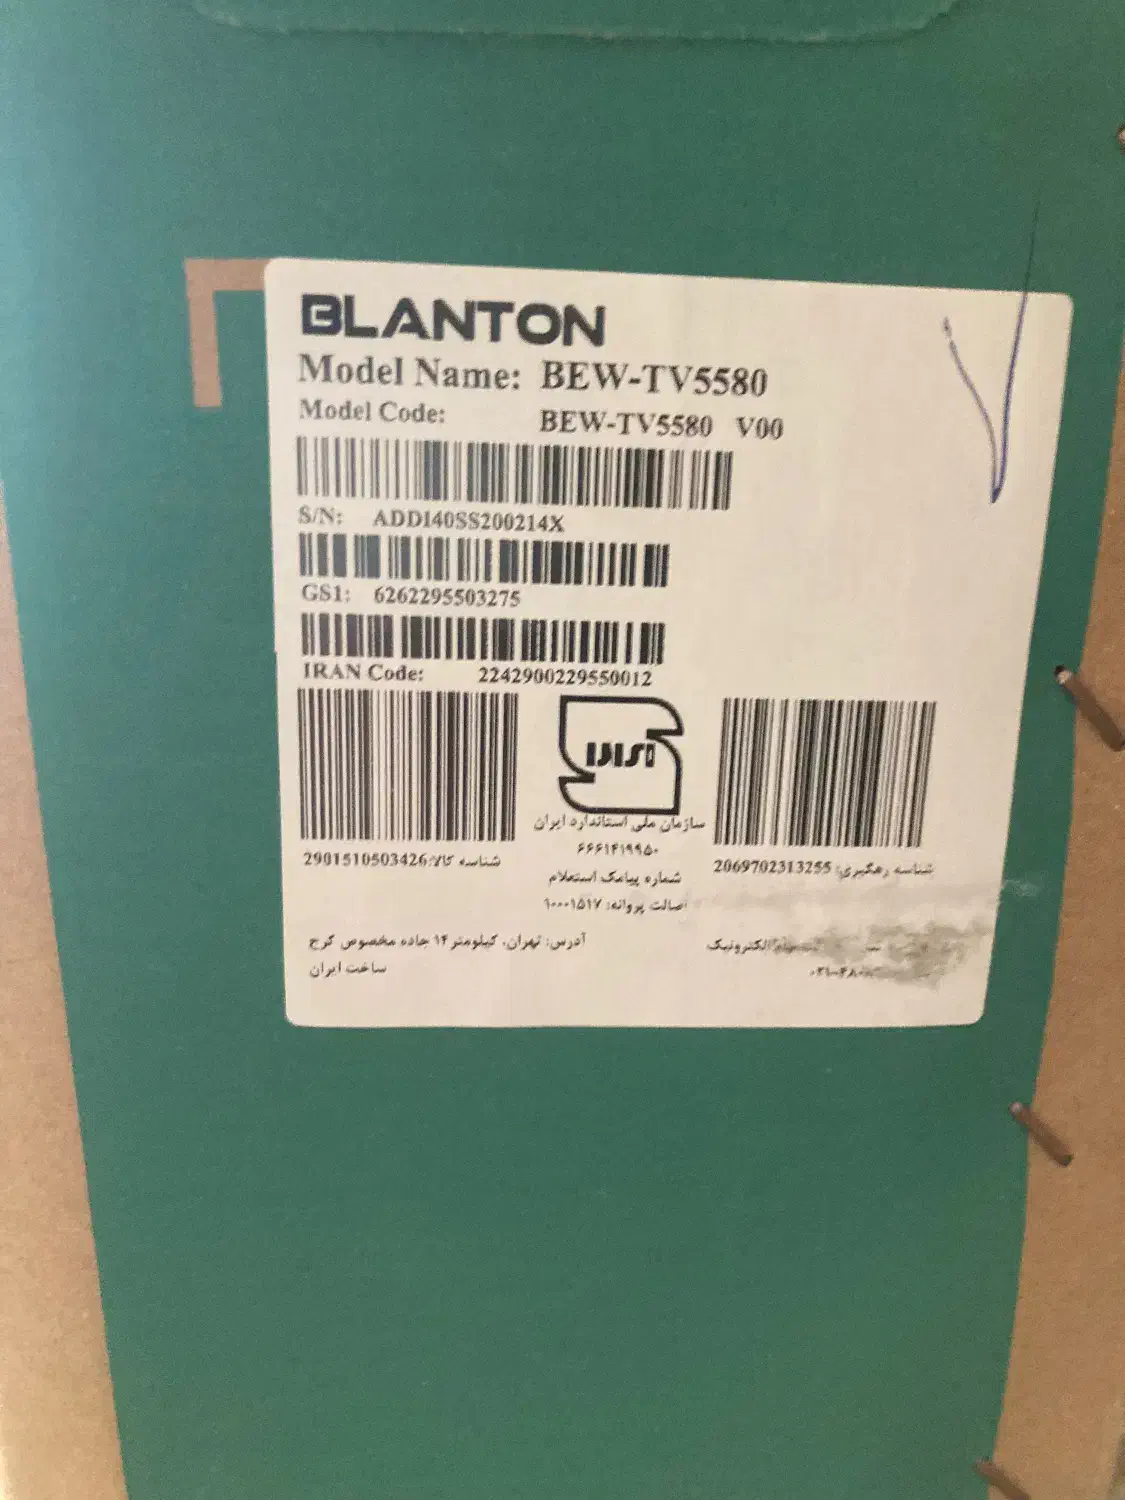 BLANTON
Model Name: BEW-TV5580
Model Code: BEW-TV5580 V00
S/N: ADD140SS200214X
GS1: 6262295503275
IRAN Code: 2242900229550012
سازمان ملی استاندارد ایران
۶۶۶۱۴۱۹۹۵۰
شماره پیامک استعلام
اصالت پروانه: ۱۰۰۰۱۵۱۷
شناسه کالا: 2901510503426
شناسه رهگیری: 2069702313255
آدرس: تهران، کیلومتر ۱۴ جاده مخصوص کرج
ساخت ایران
الکترونیک